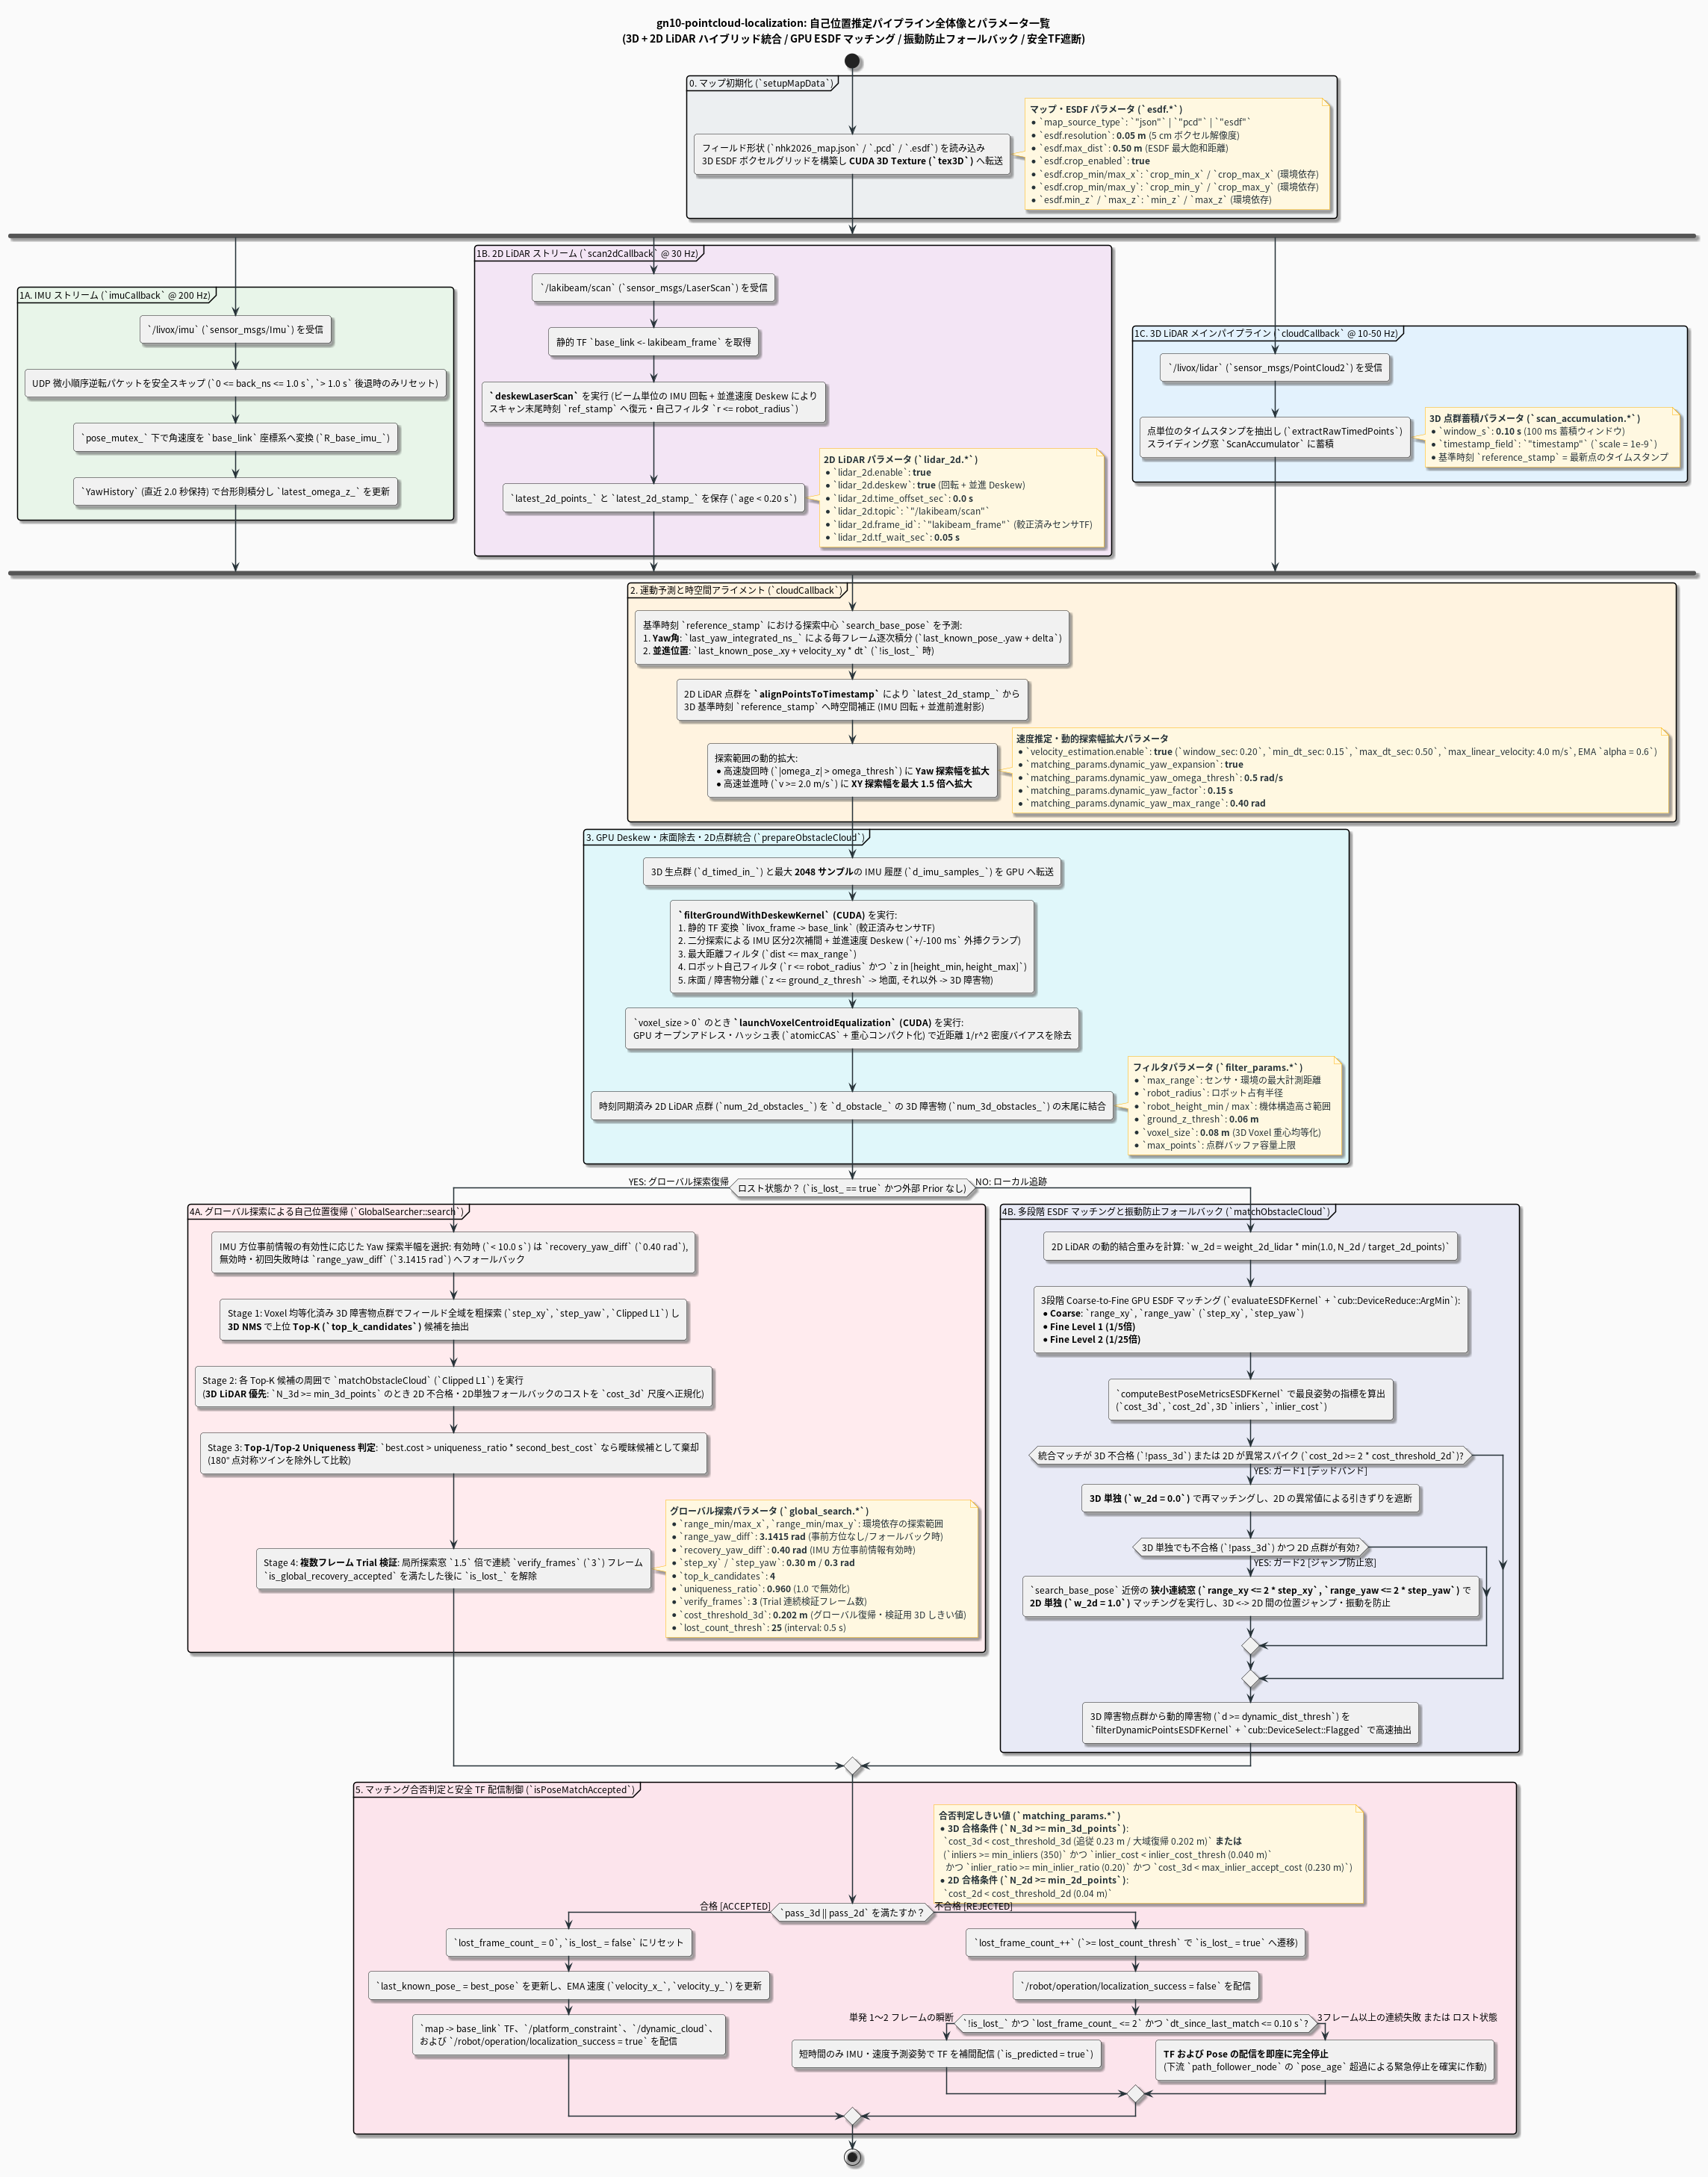 gn10-pointcloud-localization: 自己位置推定パイプライン全体像とパラメータ一覧
(3D + 2D LiDAR ハイブリッド統合 / GPU ESDF マッチング / 振動防止フォールバック / 安全TF遮断)
0. マップ初期化 (`setupMapData`)
フィールド形状 (`nhk2026_map.json` / `.pcd` / `.esdf`) を読み込み
3D ESDF ボクセルグリッドを構築し CUDA 3D Texture (`tex3D`) へ転送
マップ・ESDF パラメータ (`esdf.*`)
• `map_source_type`: `"json"` | `"pcd"` | `"esdf"`
• `esdf.resolution`: 0.05 m (5 cm ボクセル解像度)
• `esdf.max_dist`: 0.50 m (ESDF 最大飽和距離)
• `esdf.crop_enabled`: true
• `esdf.crop_min/max_x`: `crop_min_x` / `crop_max_x` (環境依存)
• `esdf.crop_min/max_y`: `crop_min_y` / `crop_max_y` (環境依存)
• `esdf.min_z` / `max_z`: `min_z` / `max_z` (環境依存)
1A. IMU ストリーム (`imuCallback` @ 200 Hz)
`/livox/imu` (`sensor_msgs/Imu`) を受信
UDP 微小順序逆転パケットを安全スキップ (`0 <= back_ns <= 1.0 s`, `> 1.0 s` 後退時のみリセット)
`pose_mutex_` 下で角速度を `base_link` 座標系へ変換 (`R_base_imu_`)
`YawHistory` (直近 2.0 秒保持) で台形則積分し `latest_omega_z_` を更新
1B. 2D LiDAR ストリーム (`scan2dCallback` @ 30 Hz)
`/lakibeam/scan` (`sensor_msgs/LaserScan`) を受信
静的 TF `base_link <- lakibeam_frame` を取得
`deskewLaserScan` を実行 (ビーム単位の IMU 回転 + 並進速度 Deskew により
スキャン末尾時刻 `ref_stamp` へ復元・自己フィルタ `r <= robot_radius`)
`latest_2d_points_` と `latest_2d_stamp_` を保存 (`age < 0.20 s`)
2D LiDAR パラメータ (`lidar_2d.*`)
• `lidar_2d.enable`: true
• `lidar_2d.deskew`: true (回転 + 並進 Deskew)
• `lidar_2d.time_offset_sec`: 0.0 s
• `lidar_2d.topic`: `"/lakibeam/scan"`
• `lidar_2d.frame_id`: `"lakibeam_frame"` (較正済みセンサTF)
• `lidar_2d.tf_wait_sec`: 0.05 s
1C. 3D LiDAR メインパイプライン (`cloudCallback` @ 10-50 Hz)
`/livox/lidar` (`sensor_msgs/PointCloud2`) を受信
点単位のタイムスタンプを抽出し (`extractRawTimedPoints`)
スライディング窓 `ScanAccumulator` に蓄積
3D 点群蓄積パラメータ (`scan_accumulation.*`)
• `window_s`: 0.10 s (100 ms 蓄積ウィンドウ)
• `timestamp_field`: `"timestamp"` (`scale = 1e-9`)
• 基準時刻 `reference_stamp` = 最新点のタイムスタンプ
2. 運動予測と時空間アライメント (`cloudCallback`)
基準時刻 `reference_stamp` における探索中心 `search_base_pose` を予測:
1. Yaw角: `last_yaw_integrated_ns_` による毎フレーム逐次積分 (`last_known_pose_.yaw + delta`)
2. 並進位置: `last_known_pose_.xy + velocity_xy * dt` (`!is_lost_` 時)
2D LiDAR 点群を `alignPointsToTimestamp` により `latest_2d_stamp_` から
3D 基準時刻 `reference_stamp` へ時空間補正 (IMU 回転 + 並進前進射影)
探索範囲の動的拡大:
• 高速旋回時 (`|omega_z| > omega_thresh`) に Yaw 探索幅を拡大
• 高速並進時 (`v >= 2.0 m/s`) に XY 探索幅を最大 1.5 倍へ拡大
速度推定・動的探索幅拡大パラメータ
• `velocity_estimation.enable`: true (`window_sec: 0.20`, `min_dt_sec: 0.15`, `max_dt_sec: 0.50`, `max_linear_velocity: 4.0 m/s`, EMA `alpha = 0.6`)
• `matching_params.dynamic_yaw_expansion`: true
• `matching_params.dynamic_yaw_omega_thresh`: 0.5 rad/s
• `matching_params.dynamic_yaw_factor`: 0.15 s
• `matching_params.dynamic_yaw_max_range`: 0.40 rad
3. GPU Deskew・床面除去・2D点群統合 (`prepareObstacleCloud`)
3D 生点群 (`d_timed_in_`) と最大 2048 サンプルの IMU 履歴 (`d_imu_samples_`) を GPU へ転送
`filterGroundWithDeskewKernel` (CUDA) を実行:
1. 静的 TF 変換 `livox_frame -> base_link` (較正済みセンサTF)
2. 二分探索による IMU 区分2次補間 + 並進速度 Deskew (`+/-100 ms` 外挿クランプ)
3. 最大距離フィルタ (`dist <= max_range`)
4. ロボット自己フィルタ (`r <= robot_radius` かつ `z in [height_min, height_max]`)
5. 床面 / 障害物分離 (`z <= ground_z_thresh` -> 地面, それ以外 -> 3D 障害物)
`voxel_size > 0` のとき `launchVoxelCentroidEqualization` (CUDA) を実行:
GPU オープンアドレス・ハッシュ表 (`atomicCAS` + 重心コンパクト化) で近距離 1/r^2 密度バイアスを除去
時刻同期済み 2D LiDAR 点群 (`num_2d_obstacles_`) を `d_obstacle_` の 3D 障害物 (`num_3d_obstacles_`) の末尾に結合
フィルタパラメータ (`filter_params.*`)
• `max_range`: センサ・環境の最大計測距離
• `robot_radius`: ロボット占有半径
• `robot_height_min / max`: 機体構造高さ範囲
• `ground_z_thresh`: 0.06 m
• `voxel_size`: 0.08 m (3D Voxel 重心均等化)
• `max_points`: 点群バッファ容量上限
YES: グローバル探索復帰
ロスト状態か? (`is_lost_ == true` かつ外部 Prior なし)
NO: ローカル追跡
4A. グローバル探索による自己位置復帰 (`GlobalSearcher::search`)
IMU 方位事前情報の有効性に応じた Yaw 探索半幅を選択: 有効時 (`< 10.0 s`) は `recovery_yaw_diff` (`0.40 rad`),
無効時・初回失敗時は `range_yaw_diff` (`3.1415 rad`) へフォールバック
Stage 1: Voxel 均等化済み 3D 障害物点群でフィールド全域を粗探索 (`step_xy`, `step_yaw`, `Clipped L1`) し
3D NMS で上位 Top-K (`top_k_candidates`) 候補を抽出
Stage 2: 各 Top-K 候補の周囲で `matchObstacleCloud` (`Clipped L1`) を実行
(3D LiDAR 優先: `N_3d >= min_3d_points` のとき 2D 不合格・2D単独フォールバックのコストを `cost_3d` 尺度へ正規化)
Stage 3: Top-1/Top-2 Uniqueness 判定: `best.cost > uniqueness_ratio * second_best_cost` なら曖昧候補として棄却
(180° 点対称ツインを除外して比較)
Stage 4: 複数フレーム Trial 検証: 局所探索窓 `1.5` 倍で連続 `verify_frames` (`3`) フレーム
`is_global_recovery_accepted` を満たした後に `is_lost_` を解除
グローバル探索パラメータ (`global_search.*`)
• `range_min/max_x`, `range_min/max_y`: 環境依存の探索範囲
• `range_yaw_diff`: 3.1415 rad (事前方位なし/フォールバック時)
• `recovery_yaw_diff`: 0.40 rad (IMU 方位事前情報有効時)
• `step_xy` / `step_yaw`: 0.30 m / 0.3 rad
• `top_k_candidates`: 4
• `uniqueness_ratio`: 0.960 (1.0 で無効化)
• `verify_frames`: 3 (Trial 連続検証フレーム数)
• `cost_threshold_3d`: 0.202 m (グローバル復帰・検証用 3D しきい値)
• `lost_count_thresh`: 25 (interval: 0.5 s)
4B. 多段階 ESDF マッチングと振動防止フォールバック (`matchObstacleCloud`)
2D LiDAR の動的結合重みを計算: `w_2d = weight_2d_lidar * min(1.0, N_2d / target_2d_points)`
3段階 Coarse-to-Fine GPU ESDF マッチング (`evaluateESDFKernel` + `cub::DeviceReduce::ArgMin`):
• Coarse: `range_xy`, `range_yaw` (`step_xy`, `step_yaw`)
• Fine Level 1 (1/5倍)
• Fine Level 2 (1/25倍)
`computeBestPoseMetricsESDFKernel` で最良姿勢の指標を算出
(`cost_3d`, `cost_2d`, 3D `inliers`, `inlier_cost`)
統合マッチが 3D 不合格 (`!pass_3d`) または 2D が異常スパイク (`cost_2d >= 2 * cost_threshold_2d`)?
YES: ガード1 [デッドバンド]
3D 単独 (`w_2d = 0.0`) で再マッチングし、2D の異常値による引きずりを遮断
3D 単独でも不合格 (`!pass_3d`) かつ 2D 点群が有効?
YES: ガード2 [ジャンプ防止窓]
`search_base_pose` 近傍の 狭小連続窓 (`range_xy <= 2 * step_xy`, `range_yaw <= 2 * step_yaw`) で
2D 単独 (`w_2d = 1.0`) マッチングを実行し、3D <-> 2D 間の位置ジャンプ・振動を防止
3D 障害物点群から動的障害物 (`d >= dynamic_dist_thresh`) を
`filterDynamicPointsESDFKernel` + `cub::DeviceSelect::Flagged` で高速抽出
5. マッチング合否判定と安全 TF 配信制御 (`isPoseMatchAccepted`)
合否判定しきい値 (`matching_params.*`)
• 3D 合格条件 (`N_3d >= min_3d_points`):
`cost_3d < cost_threshold_3d (追従 0.23 m / 大域復帰 0.202 m)` または
(`inliers >= min_inliers (350)` かつ `inlier_cost < inlier_cost_thresh (0.040 m)`
かつ `inlier_ratio >= min_inlier_ratio (0.20)` かつ `cost_3d < max_inlier_accept_cost (0.230 m)`)
• 2D 合格条件 (`N_2d >= min_2d_points`):
`cost_2d < cost_threshold_2d (0.04 m)`
合格 [ACCEPTED]
`pass_3d || pass_2d` を満たすか?
不合格 [REJECTED]
`lost_frame_count_ = 0`, `is_lost_ = false` にリセット
`last_known_pose_ = best_pose` を更新し、EMA 速度 (`velocity_x_`, `velocity_y_`) を更新
`map -> base_link` TF、`/platform_constraint`、`/dynamic_cloud`、
および `/robot/operation/localization_success = true` を配信
`lost_frame_count_++` (`>= lost_count_thresh` で `is_lost_ = true` へ遷移)
`/robot/operation/localization_success = false` を配信
単発 1〜2 フレームの瞬断
`!is_lost_` かつ `lost_frame_count_ <= 2` かつ `dt_since_last_match <= 0.10 s`?
3フレーム以上の連続失敗 または ロスト状態
短時間のみ IMU・速度予測姿勢で TF を補間配信 (`is_predicted = true`)
TF および Pose の配信を即座に完全停止
(下流 `path_follower_node` の `pose_age` 超過による緊急停止を確実に作動)